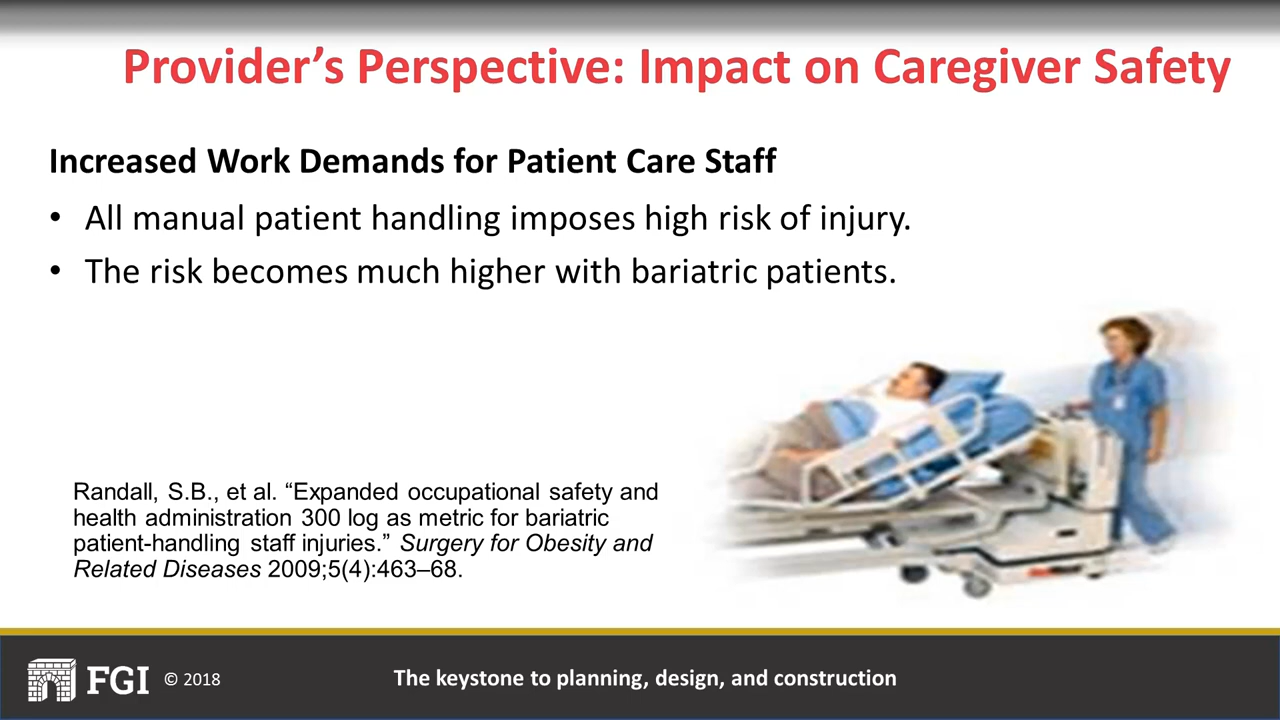 Provider’s Perspective: Impact on Caregiver Safety
Increased Work Demands for Patient Care Staff
• All manual patient handling imposes high risk of injury.
• The risk becomes much higher with bariatric patients.
Randall, S.B., et al. “Expanded occupational safety and
health administration 300 log as metric for bariatric
patient-handling staff injuries.” Surgery for Obesity and
Related Diseases 2009;5(4):463–68.
FGI © 2018
The keystone to planning, design, and construction